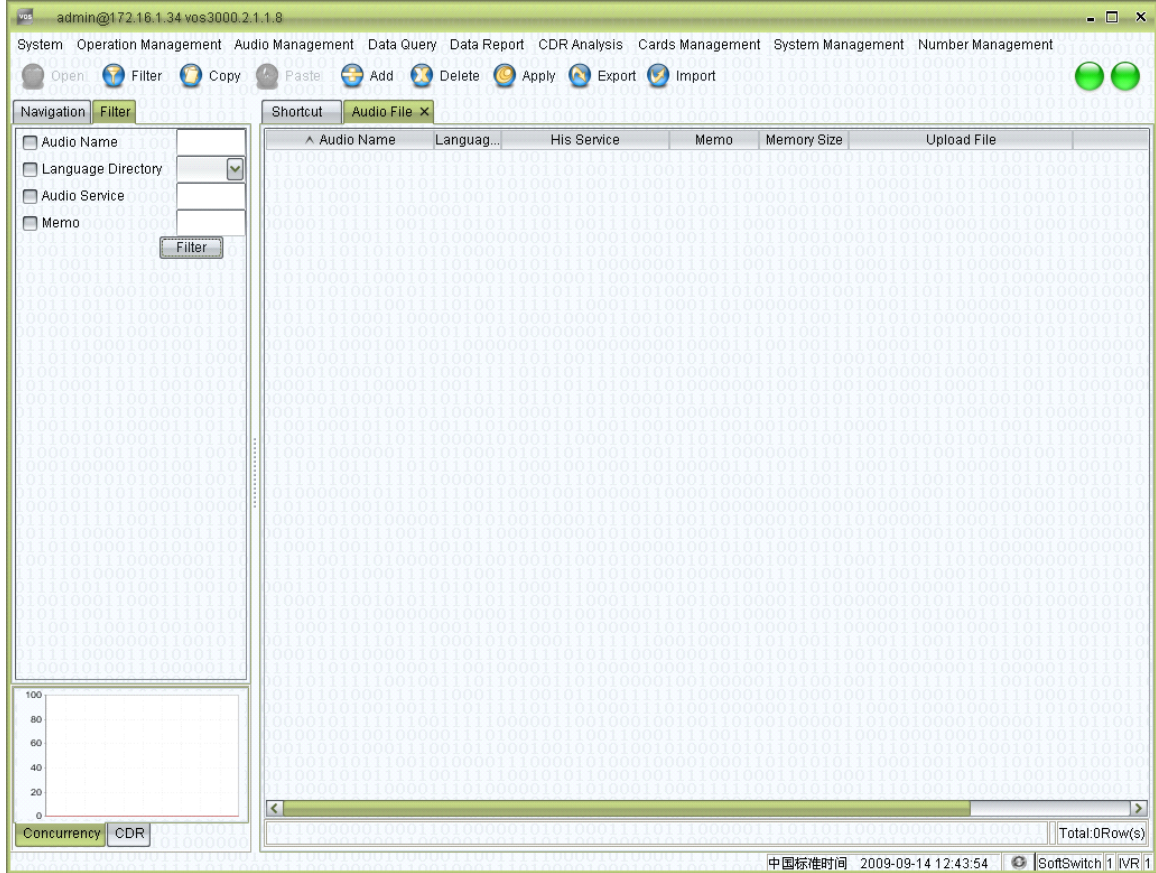 VOS admin@172.16.1.34 vos3000.2.1.1.8
System Operation Management Audio Management Data Query Data Report CDR Analysis Cards Management System Management Number Management
Open Filter Copy Paste Add Delete Apply Export Import
Navigation Filter Shortcut Audio File
Audio Name
Language Directory
Audio Service
Memo
Filter
Audio Name Languag... His Service Memo Memory Size Upload File
100
80
60
40
20
0
Concurrency CDR
Total:0Row(s)
中国标准时间 2009-09-14 12:43:54 SoftSwitch 1 IVR 1